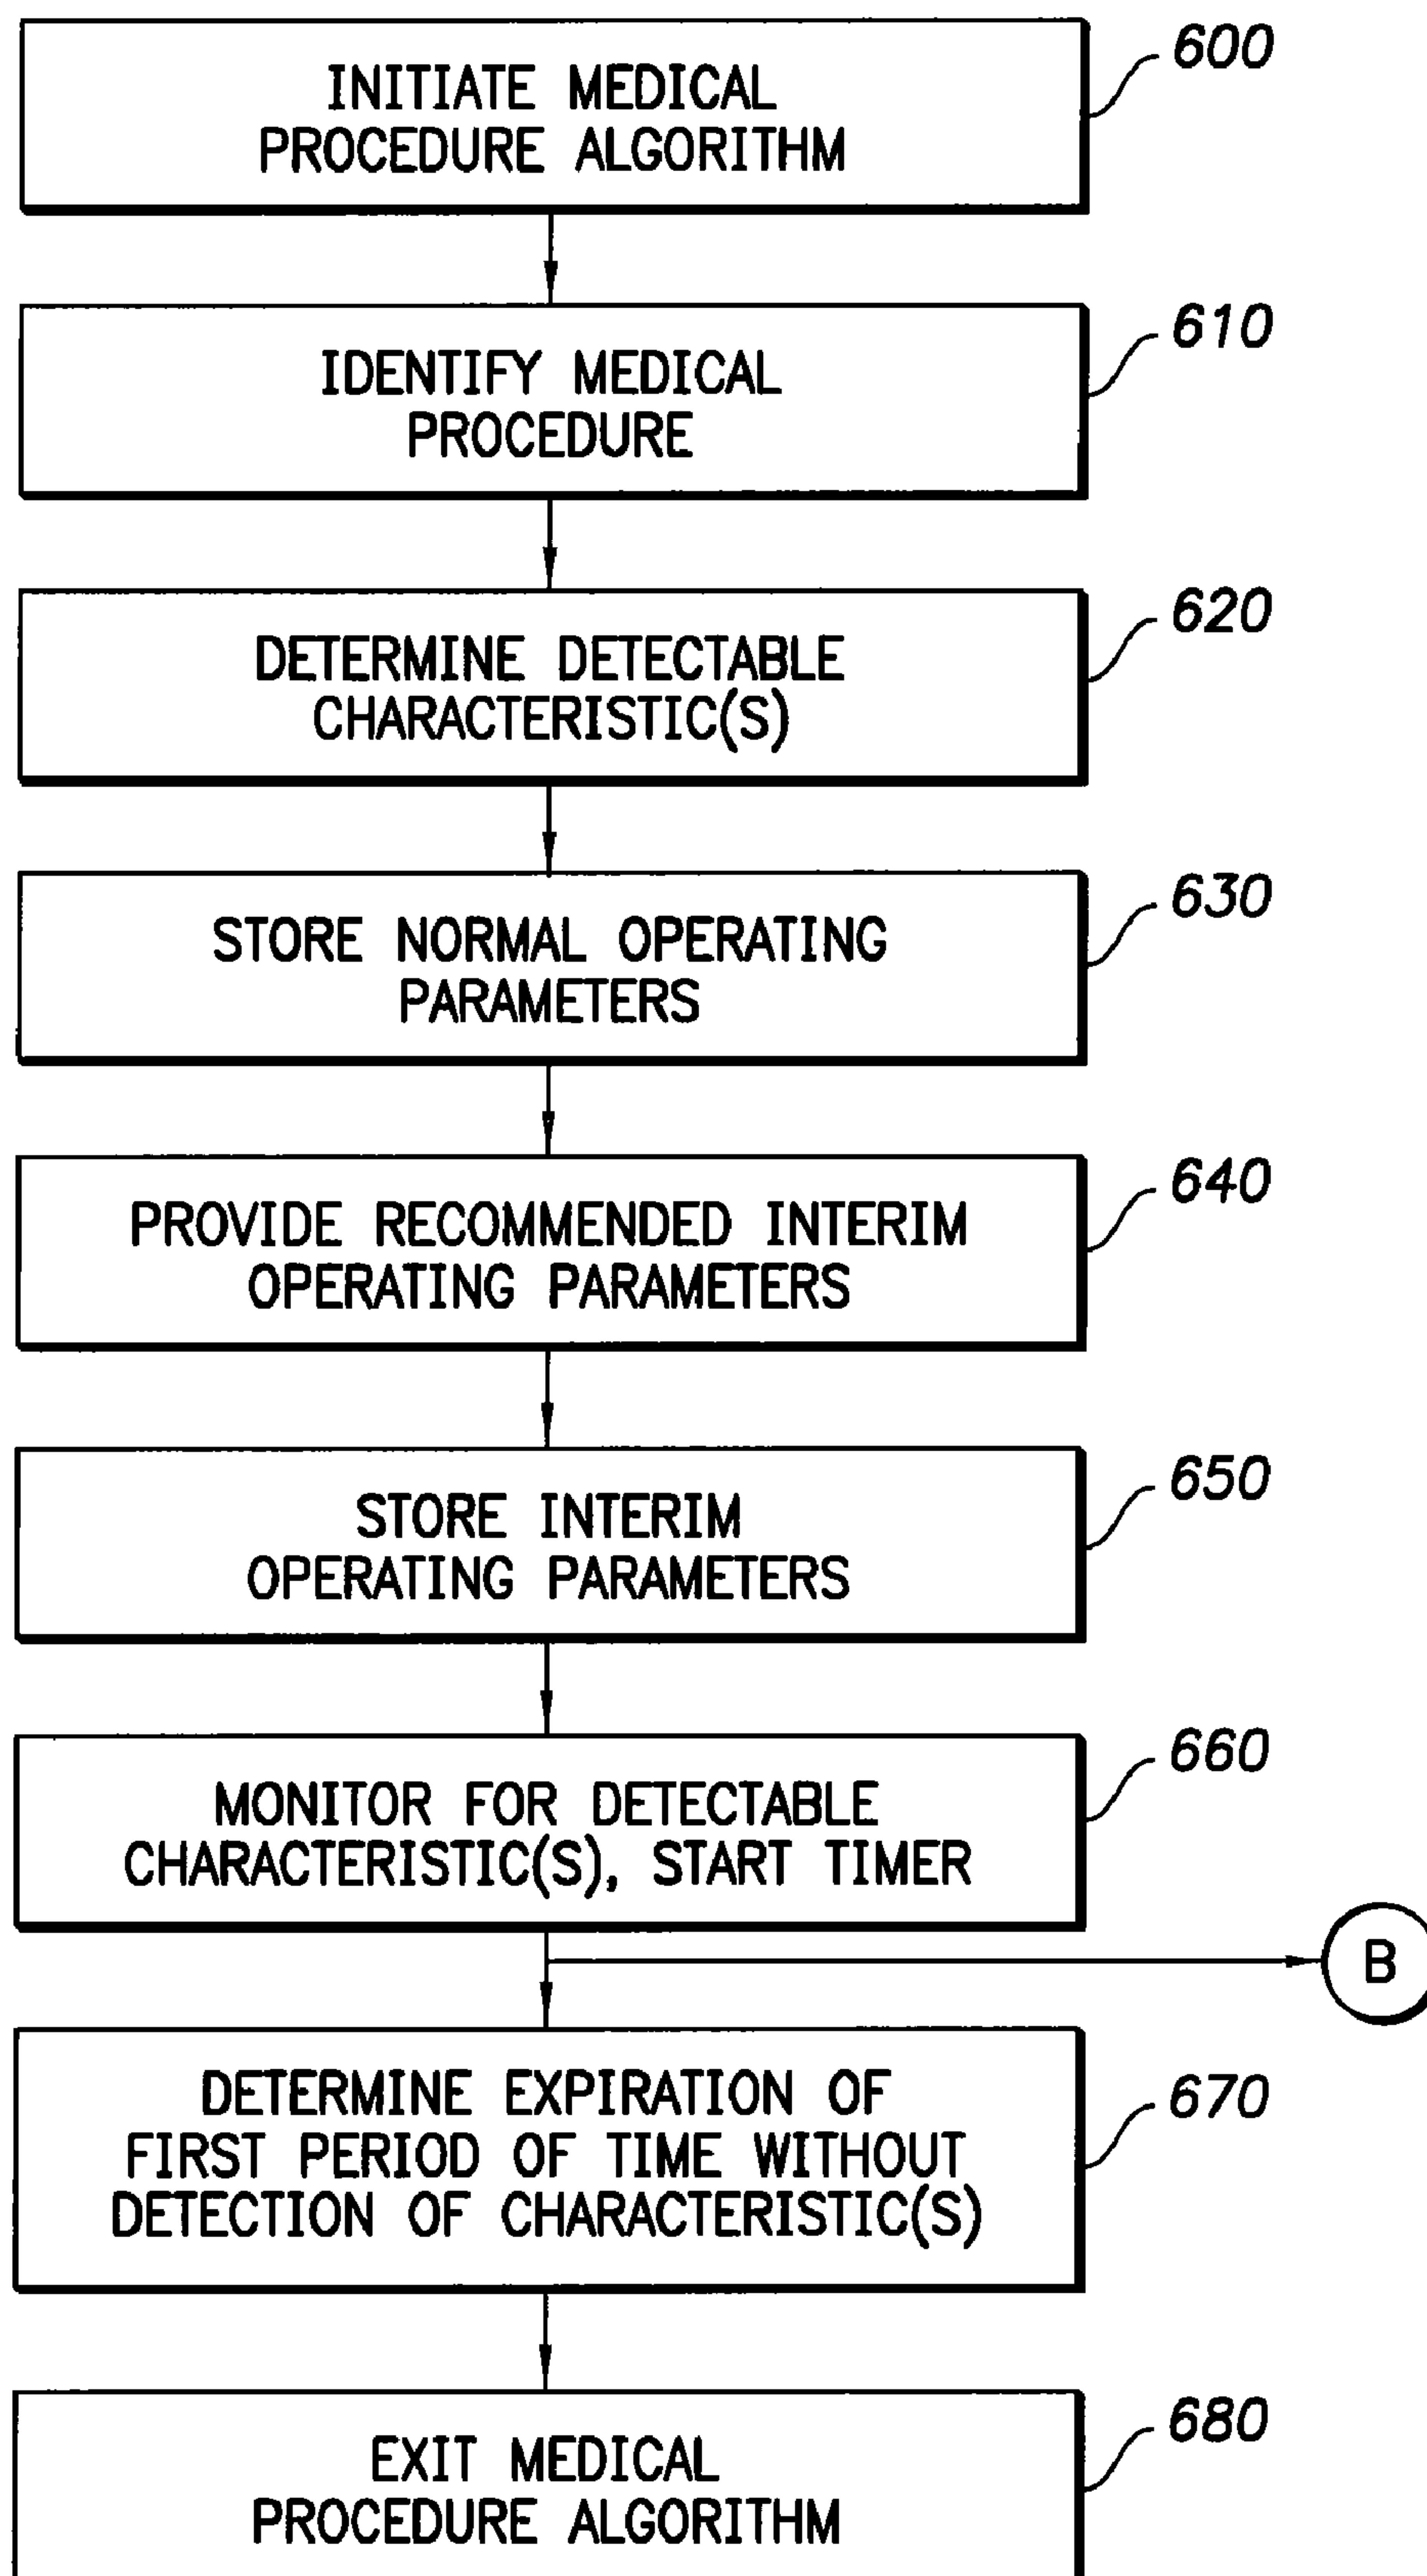 INITIATE MEDICAL
PROCEDURE ALGORITHM
600
IDENTIFY MEDICAL
PROCEDURE
610
DETERMINE DETECTABLE
CHARACTERISTIC(S)
620
STORE NORMAL OPERATING
PARAMETERS
630
PROVIDE RECOMMENDED INTERIM
OPERATING PARAMETERS
640
STORE INTERIM
OPERATING PARAMETERS
650
MONITOR FOR DETECTABLE
CHARACTERISTIC(S), START TIMER
660
B
DETERMINE EXPIRATION OF
FIRST PERIOD OF TIME WITHOUT
DETECTION OF CHARACTERISTIC(S)
670
EXIT MEDICAL
PROCEDURE ALGORITHM
680